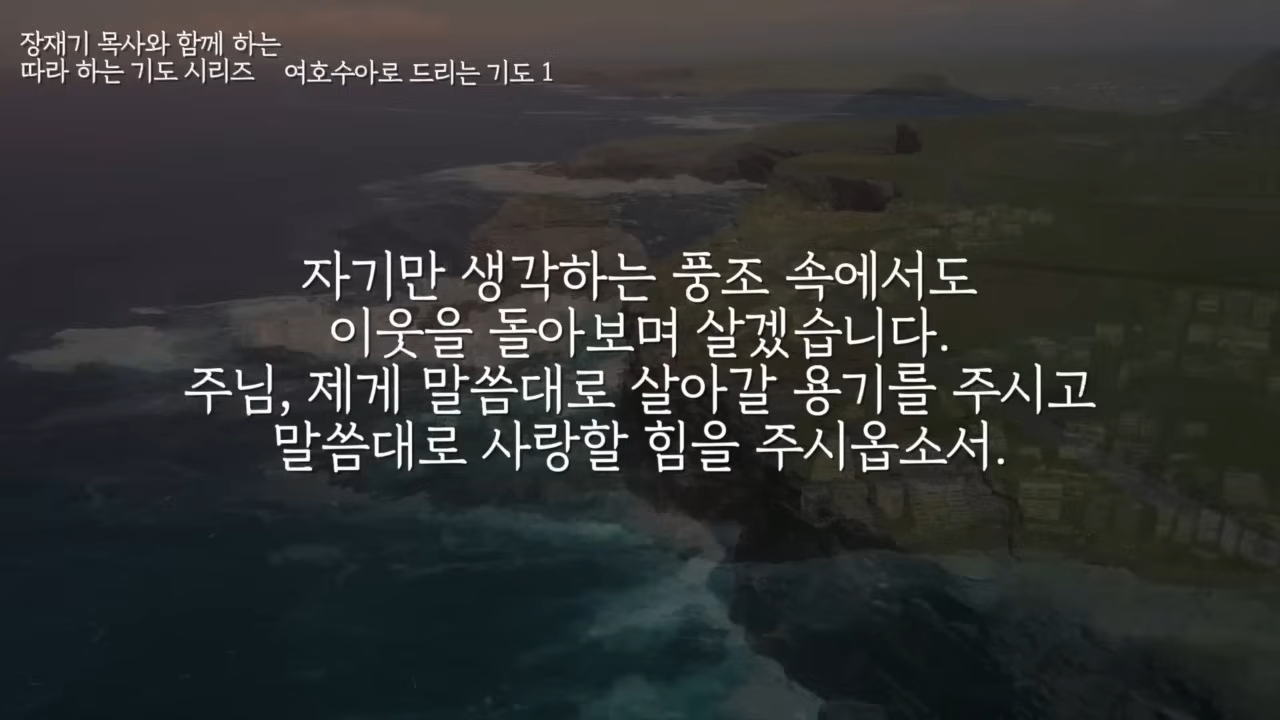 장재기 목사와 함께 하는
따라 하는 기도 시리즈 여호수아로 드리는 기도 1
자기만 생각하는 풍조 속에서도
이웃을 돌아보며 살겠습니다.
주님, 제게 말씀대로 살아갈 용기를 주시고
말씀대로 사랑할 힘을 주시옵소서.